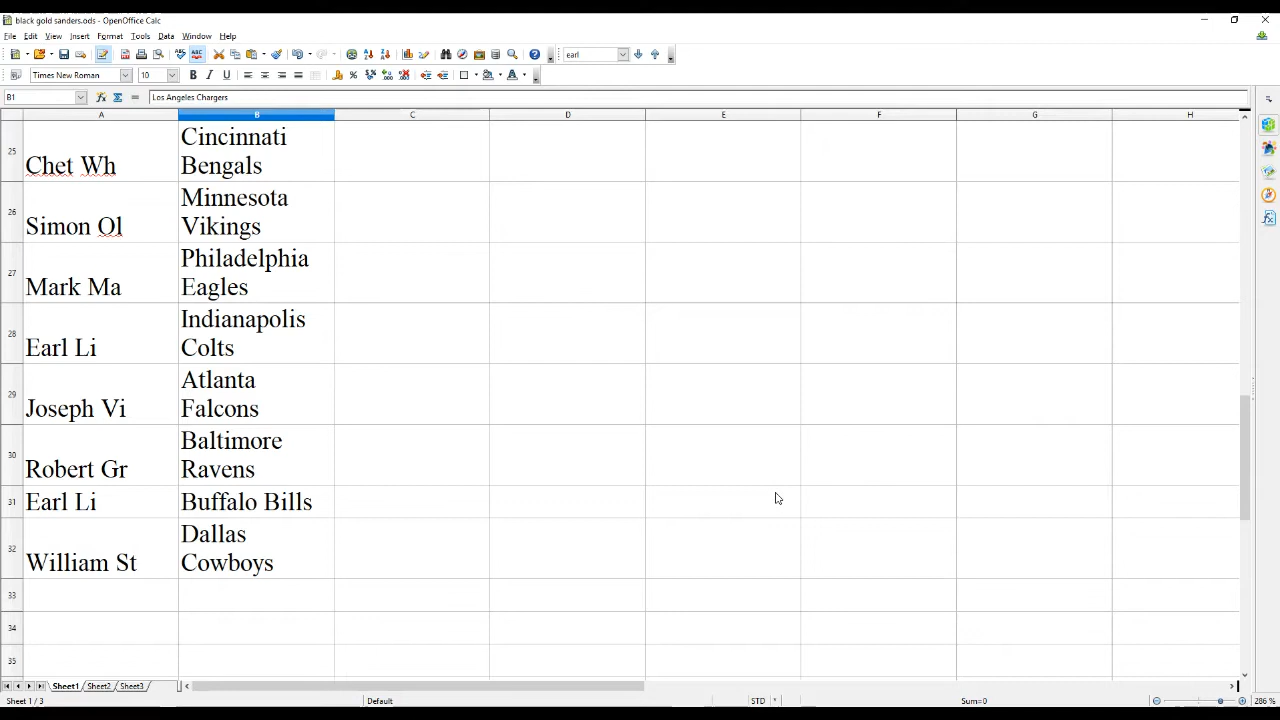 black gold sanders.ods - OpenOffice Calc
File Edit View Insert Format Tools Data Window Help
earl
Times New Roman 10
B1 Los Angeles Chargers
A B C D E F G H
25 Chet Wh Cincinnati
Bengals
26 Simon Ol Minnesota
Vikings
27 Mark Ma Philadelphia
Eagles
28 Earl Li Indianapolis
Colts
29 Joseph Vi Atlanta
Falcons
30 Robert Gr Baltimore
Ravens
31 Earl Li Buffalo Bills
32 William St Dallas
Cowboys
33
34
35
Sheet1 Sheet2 Sheet3
Sheet 1 / 3 Default STD * Sum=0 286 %